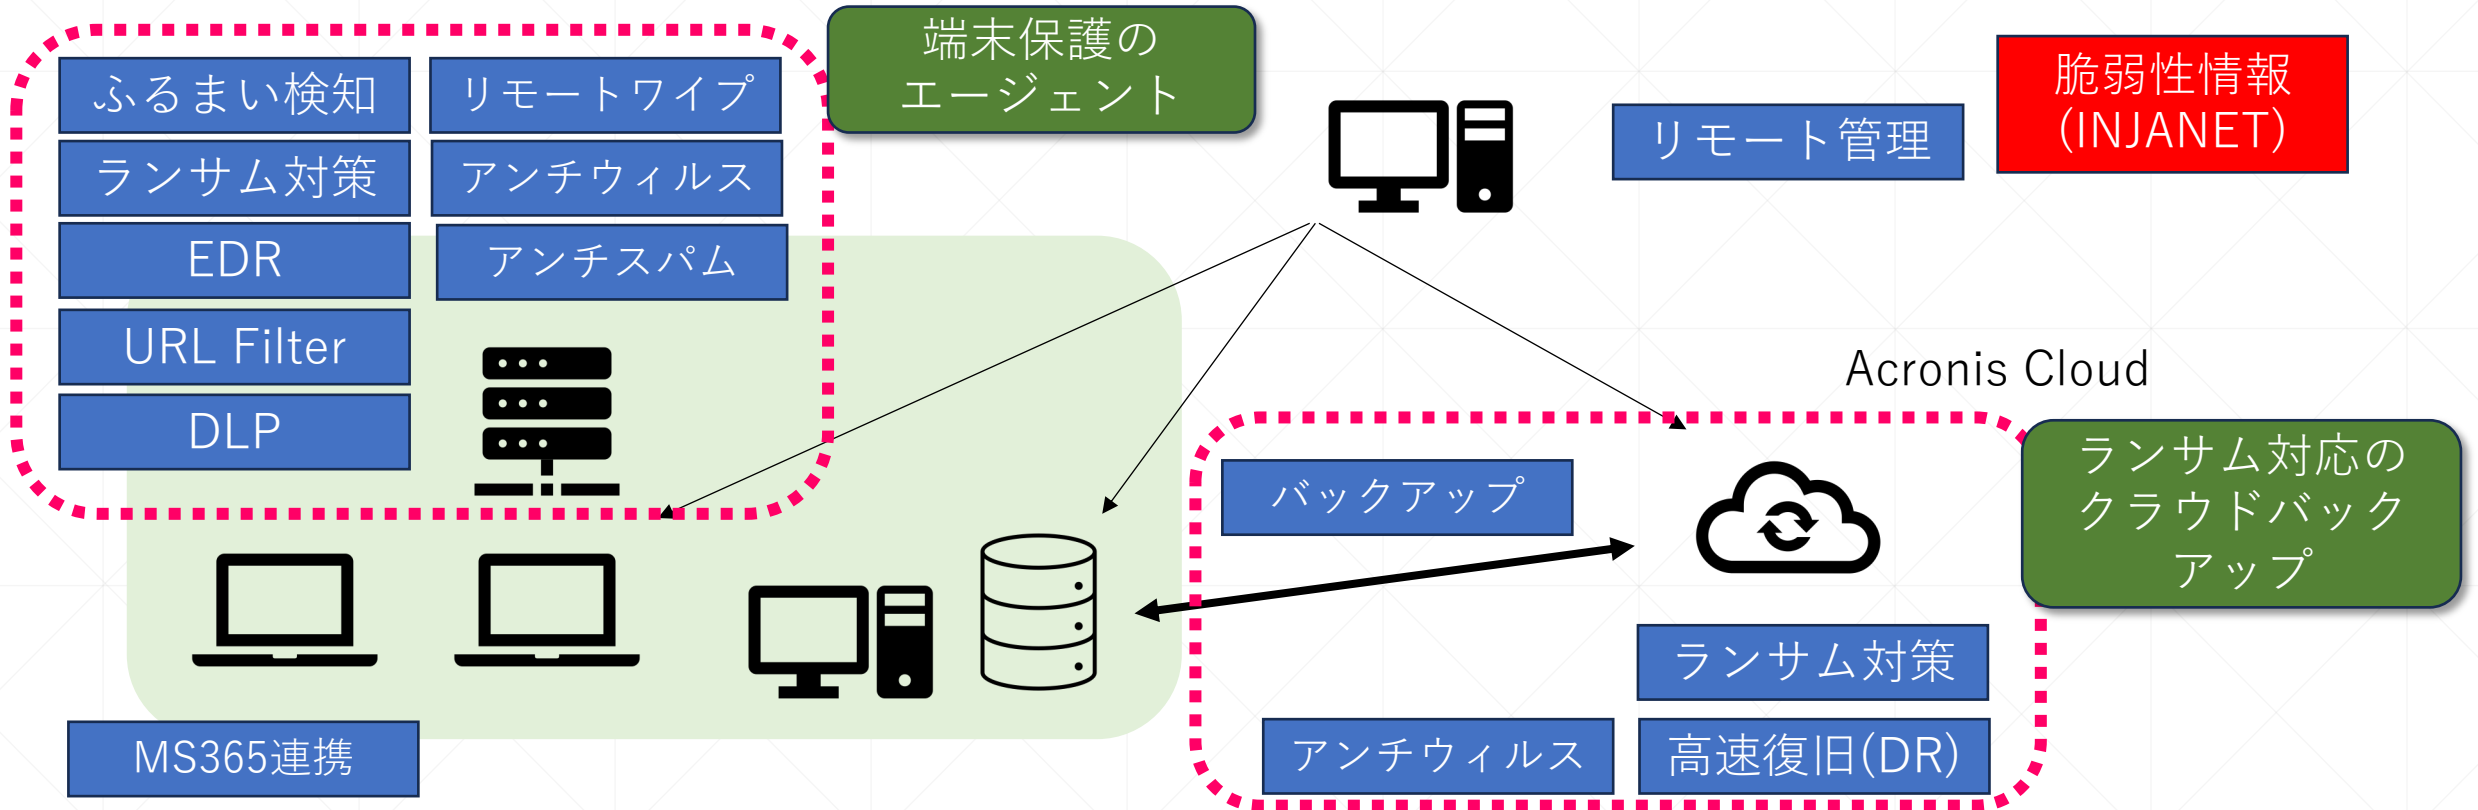 端末保護の
エージェント
ふるまい検知
リモートワイプ
ランサム対策
アンチウィルス
EDR
アンチスパム
URL Filter
DLP
MS365連携
リモート管理
脆弱性情報
(INJANET)
Acronis Cloud
バックアップ
ランサム対応の
クラウドバック
アップ
ランサム対策
アンチウィルス
高速復旧(DR)